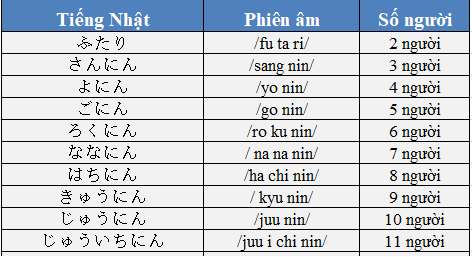 Tiếng Nhật Phiên âm Số người
ふたり /fu ta ri/ 2 người
さんにん /sang nin/ 3 người
よにん /yo nin/ 4 người
ごにん /go nin/ 5 người
ろくにん /ro ku nin/ 6 người
ななにん / na na nin/ 7 người
はちにん /ha chi nin/ 8 người
きゅうにん / kyu nin/ 9 người
じゅうにん /juu nin/ 10 người
じゅういちにん /juu i chi nin/ 11 người